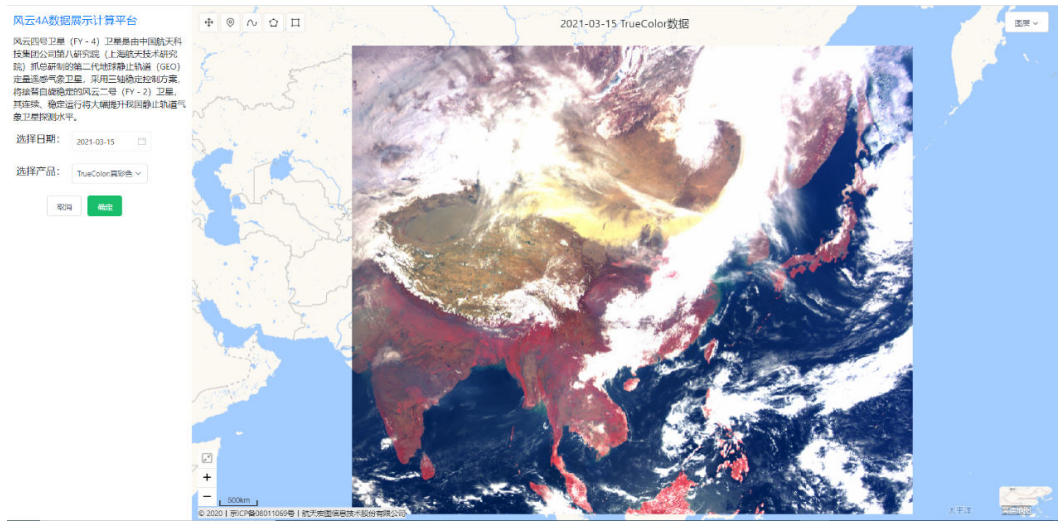 风云4A数据展示计算平台
风云四号卫星（FY - 4）卫星是由中国航天科
技集团公司第八研究院（上海航天技术研究
院）抓总研制的第二代地球静止轨道（GEO）
定量遥感气象卫星，采用三轴稳定控制方案，
将接替自旋稳定的风云二号（FY - 2）卫星，
其连续、稳定运行将大幅提升我国静止轨道气
象卫星探测水平。
选择日期：
2021-03-15
选择产品：
TrueColor真彩色
取消
确定
2021-03-15 TrueColor数据
图层
500km
© 2020 | 京ICP备08011069号 | 航天宏图信息技术股份有限公司
太平洋